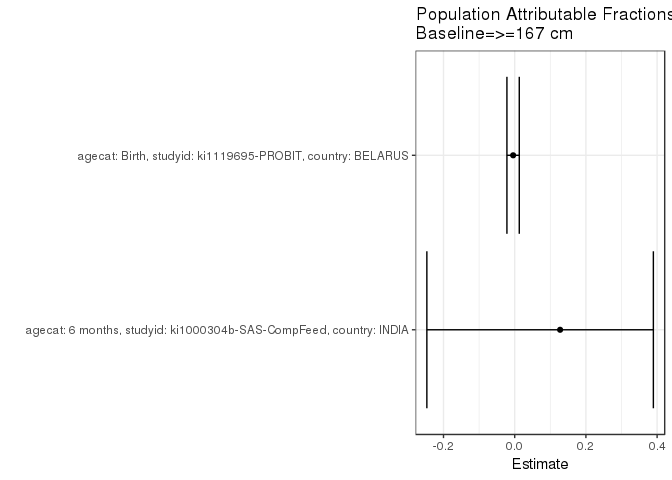 Population Attributable Fractions
Baseline=>=167 cm
agecat: Birth, studyid: ki1119695-PROBIT, country: BELARUS
agecat: 6 months, studyid: ki1000304b-SAS-CompFeed, country: INDIA
-0.2 0.0 0.2 0.4
Estimate